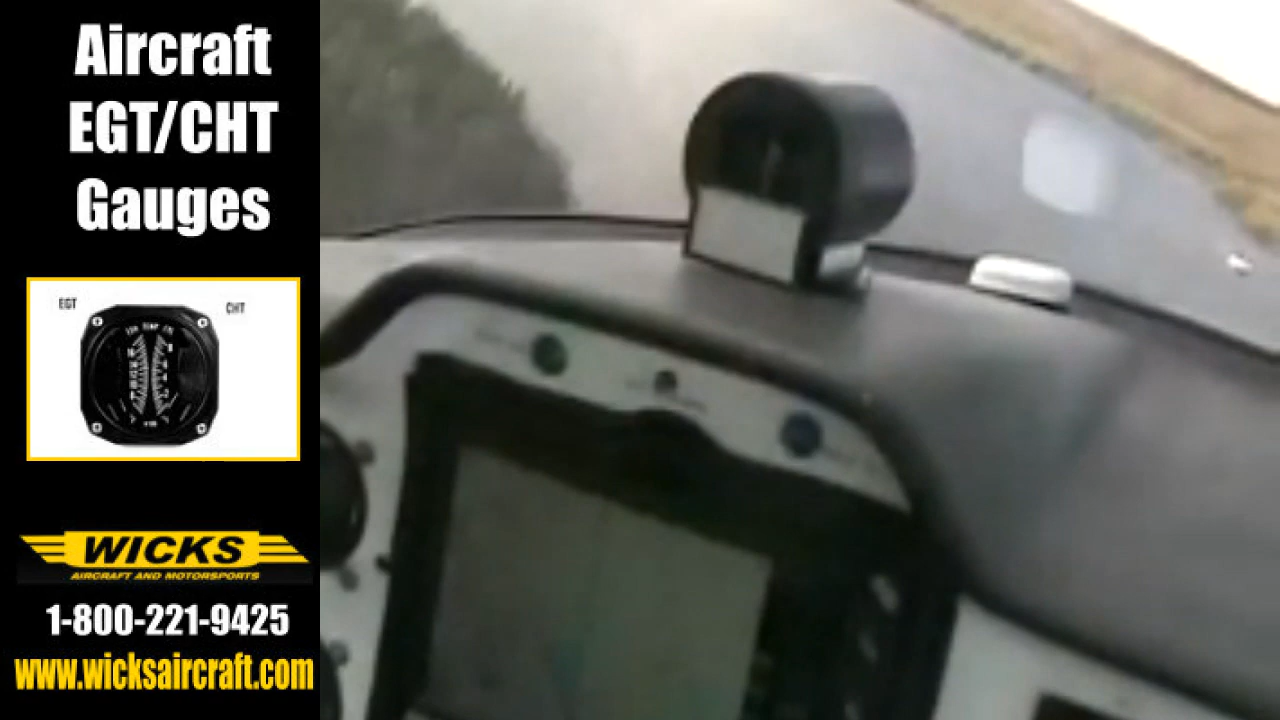 Aircraft
EGT/CHT
Gauges
EGT
CHT
WICKS
AIRCRAFT AND MOTORSPORTS
1-800-221-9425
www.wicksaircraft.com